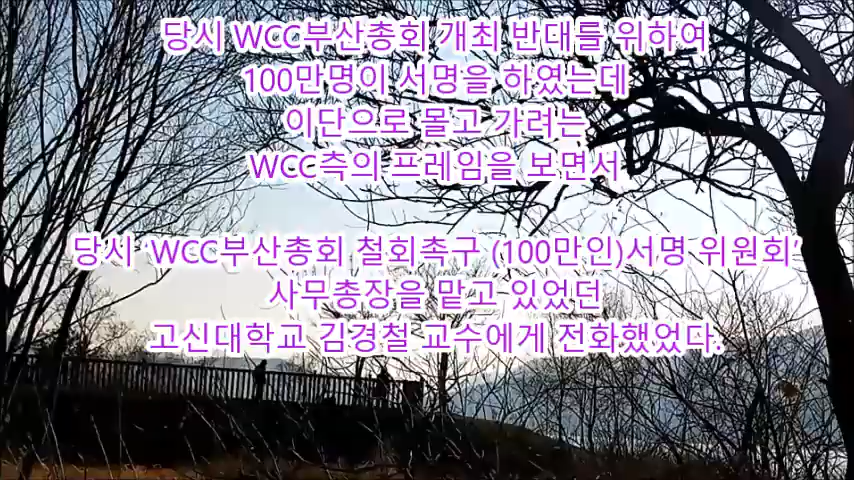 당시 WCC부산총회 개최 반대를 위하여
100만명이 서명을 하였는데
이단으로 몰고 가려는
WCC측의 프레임을 보면서
당시 ‘WCC부산총회 철회촉구 (100만인)서명 위원회’
사무총장을 맡고 있었던
고신대학교 김경철 교수에게 전화했었다.